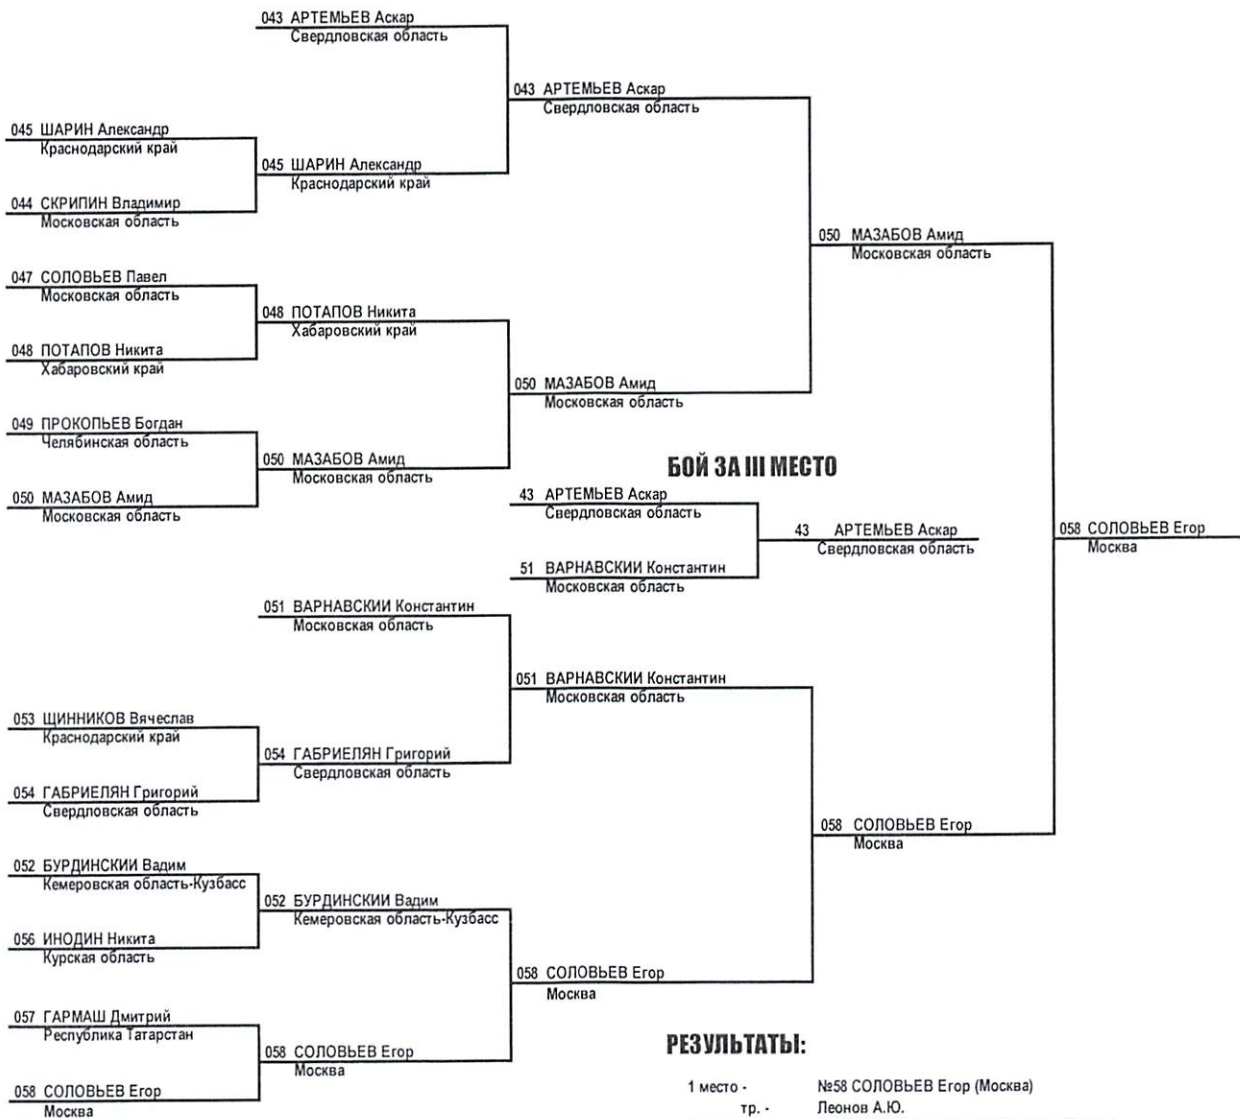 043 АРТЕМЬЕВ Аскар
Свердловская область
043 АРТЕМЬЕВ Аскар
Свердловская область
045 ШАРИН Александр
Краснодарский край
045 ШАРИН Александр
Краснодарский край
044 СКРИПИН Владимир
Московская область
050 МАЗАБОВ Амид
Московская область
047 СОЛОВЬЕВ Павел
Московская область
048 ПОТАПОВ Никита
Хабаровский край
048 ПОТАПОВ Никита
Хабаровский край
050 МАЗАБОВ Амид
Московская область
049 ПРОКОПЬЕВ Богдан
Челябинская область
050 МАЗАБОВ Амид
Московская область
050 МАЗАБОВ Амид
Московская область
БОЙ ЗА III МЕСТО
43 АРТЕМЬЕВ Аскар
Свердловская область
43 АРТЕМЬЕВ Аскар
Свердловская область
51 ВАРНАВСКИИ Константин
Московская область
058 СОЛОВЬЕВ Егор
Москва
051 ВАРНАВСКИИ Константин
Московская область
051 ВАРНАВСКИИ Константин
Московская область
053 ЩИННИКОВ Вячеслав
Краснодарский край
054 ГАБРИЕЛЯН Григорий
Свердловская область
054 ГАБРИЕЛЯН Григорий
Свердловская область
058 СОЛОВЬЕВ Егор
Москва
052 БУРДИНСКИИ Вадим
Кемеровская область-Кузбасс
052 БУРДИНСКИИ Вадим
Кемеровская область-Кузбасс
056 ИНОДИН Никита
Курская область
058 СОЛОВЬЕВ Егор
Москва
057 ГАРМАШ Дмитрий
Республика Татарстан
058 СОЛОВЬЕВ Егор
Москва
058 СОЛОВЬЕВ Егор
Москва
РЕЗУЛЬТАТЫ:
1 место - №58 СОЛОВЬЕВ Егор (Москва)
тр. - Леонов А.Ю.